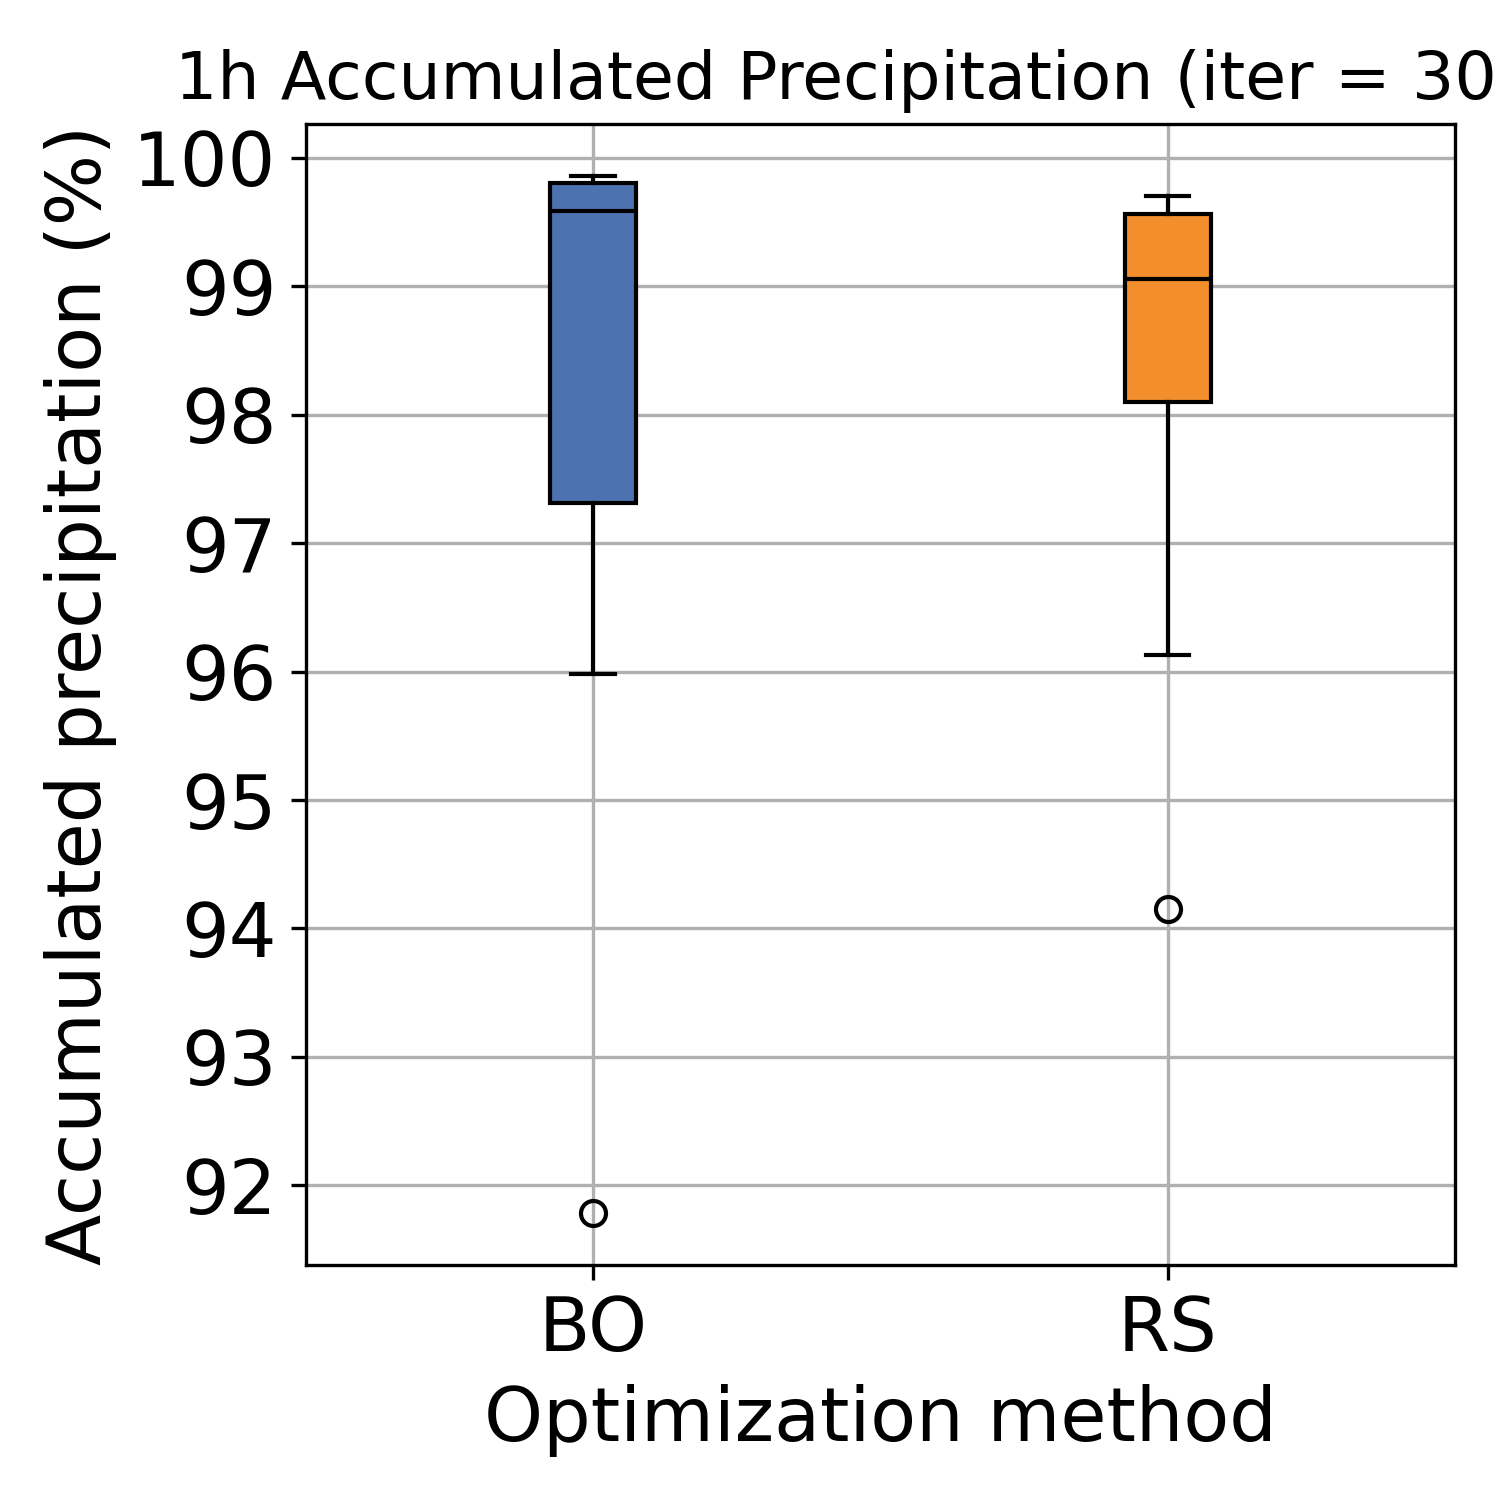 1h Accumulated Precipitation (iter = 30
Accumulated precipitation (%)
100
99
98
97
96
95
94
93
92
BO
RS
Optimization method